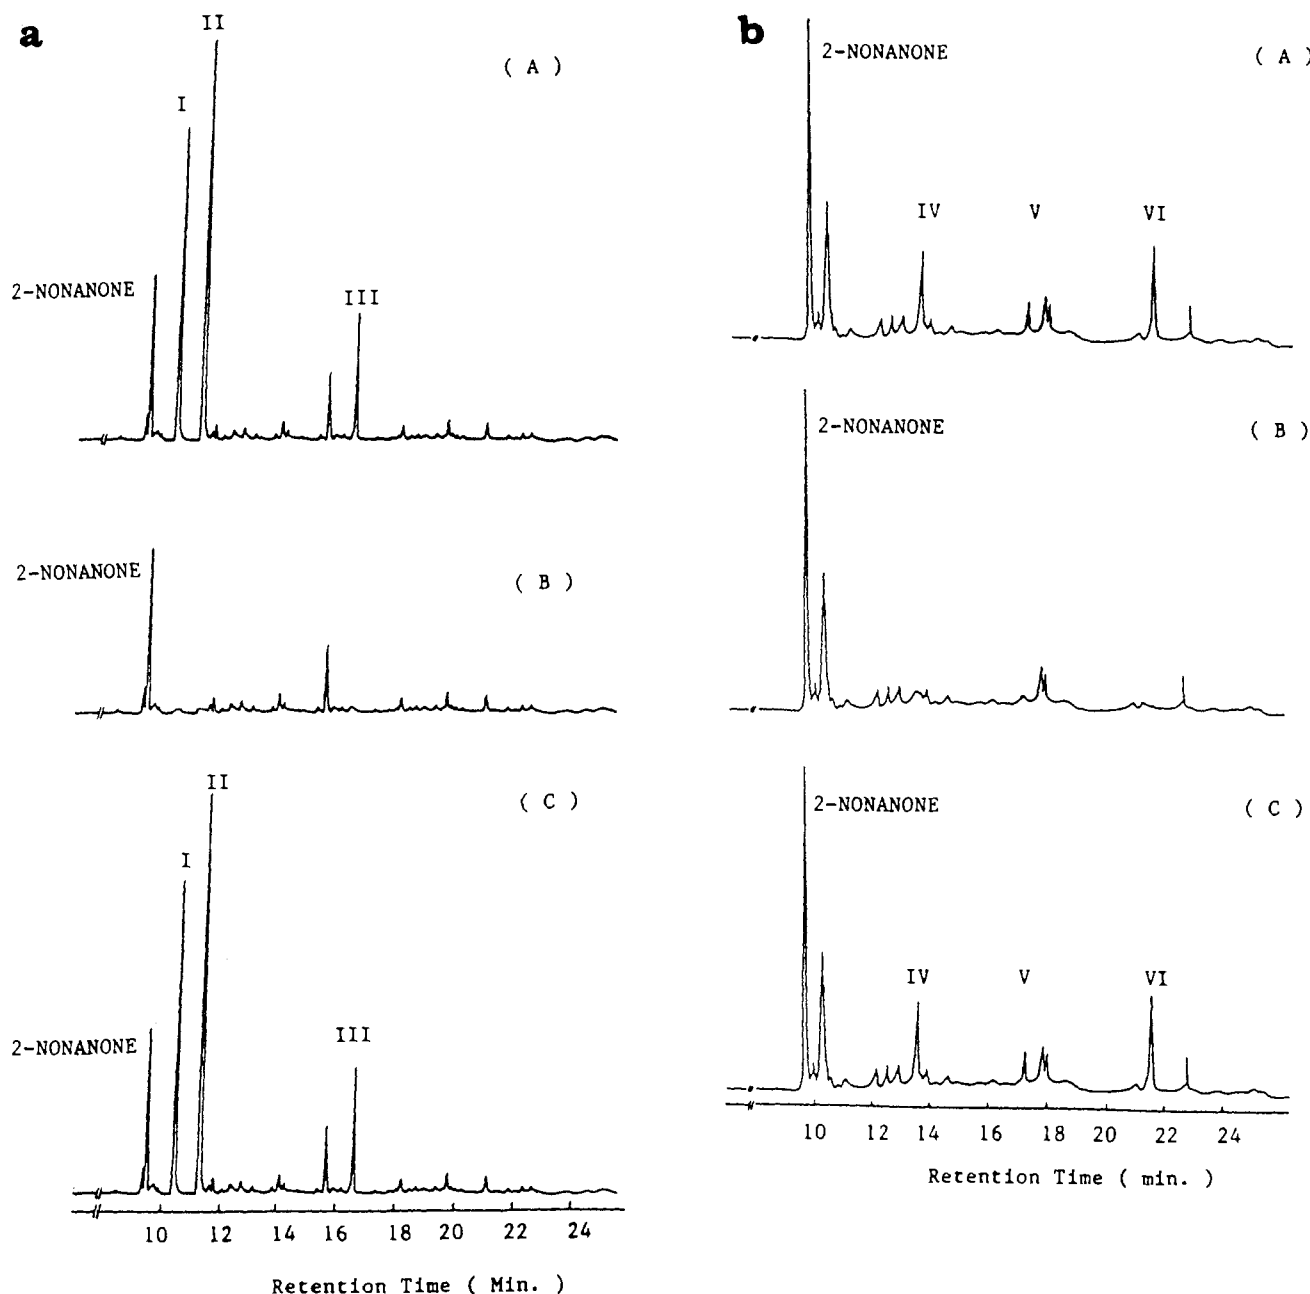 a
II
( A )
I
2-NONANONE
III
2-NONANONE
( B )
II
( C )
I
2-NONANONE
III
10 12 14 16 18 20 22 24
Retention Time ( Min. )
b
2-NONANONE
( A )
IV V VI
2-NONANONE
( B )
2-NONANONE
( C )
IV V VI
10 12 14 16 18 20 22 24
Retention Time ( min. )